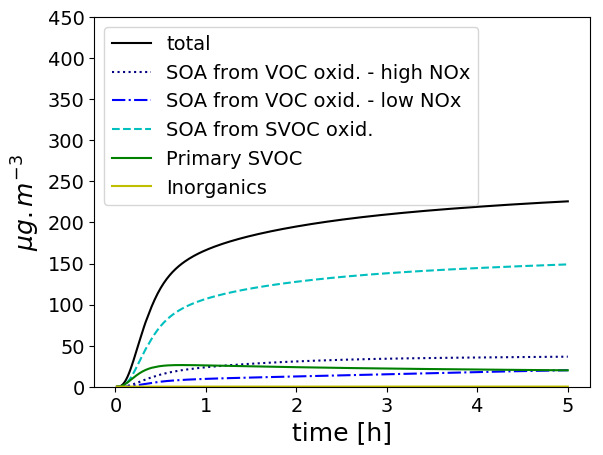 450
400
350
300
250
200
150
100
50
0
μg.m⁻³
total
SOA from VOC oxid. - high NOx
SOA from VOC oxid. - low NOx
SOA from SVOC oxid.
Primary SVOC
Inorganics
0 1 2 3 4 5
time [h]